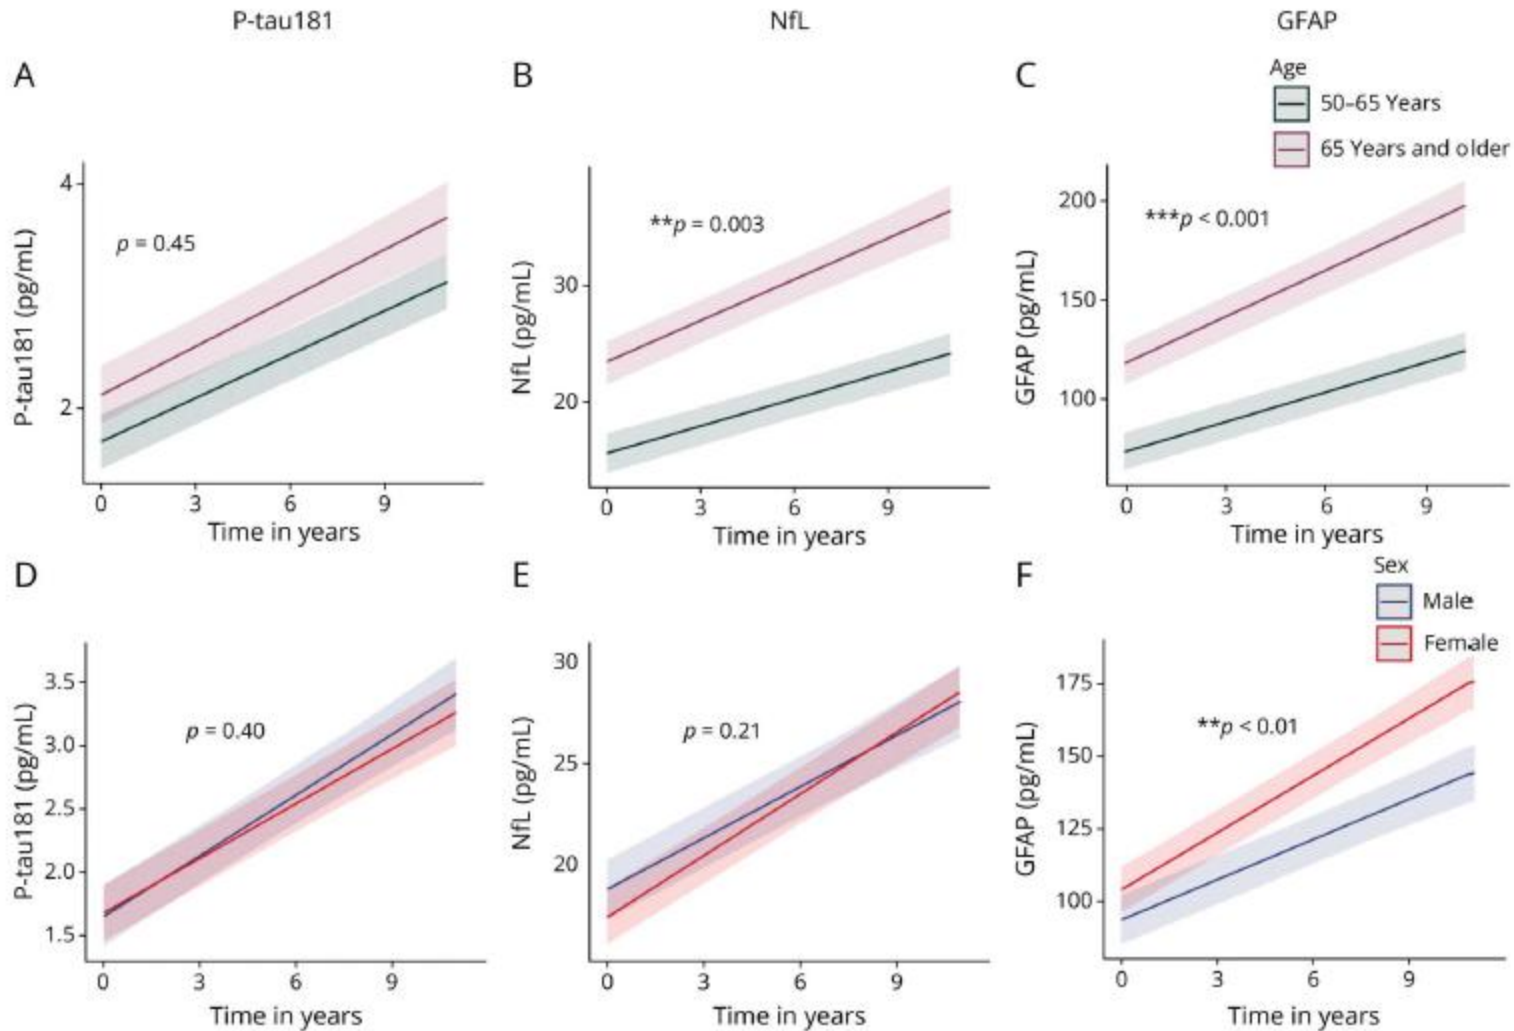 P-tau181
NfL
GFAP
A
B
C
Age
50–65 Years
65 Years and older
P-tau181 (pg/mL)
4
2
p = 0.45
0 3 6 9
Time in years
NfL (pg/mL)
30
20
**p = 0.003
0 3 6 9
Time in years
GFAP (pg/mL)
200
150
100
***p < 0.001
0 3 6 9
Time in years
D
E
F
Sex
Male
Female
P-tau181 (pg/mL)
3.5
3.0
2.5
2.0
1.5
p = 0.40
0 3 6 9
Time in years
NfL (pg/mL)
30
25
20
p = 0.21
0 3 6 9
Time in years
GFAP (pg/mL)
175
150
125
100
**p < 0.01
0 3 6 9
Time in years